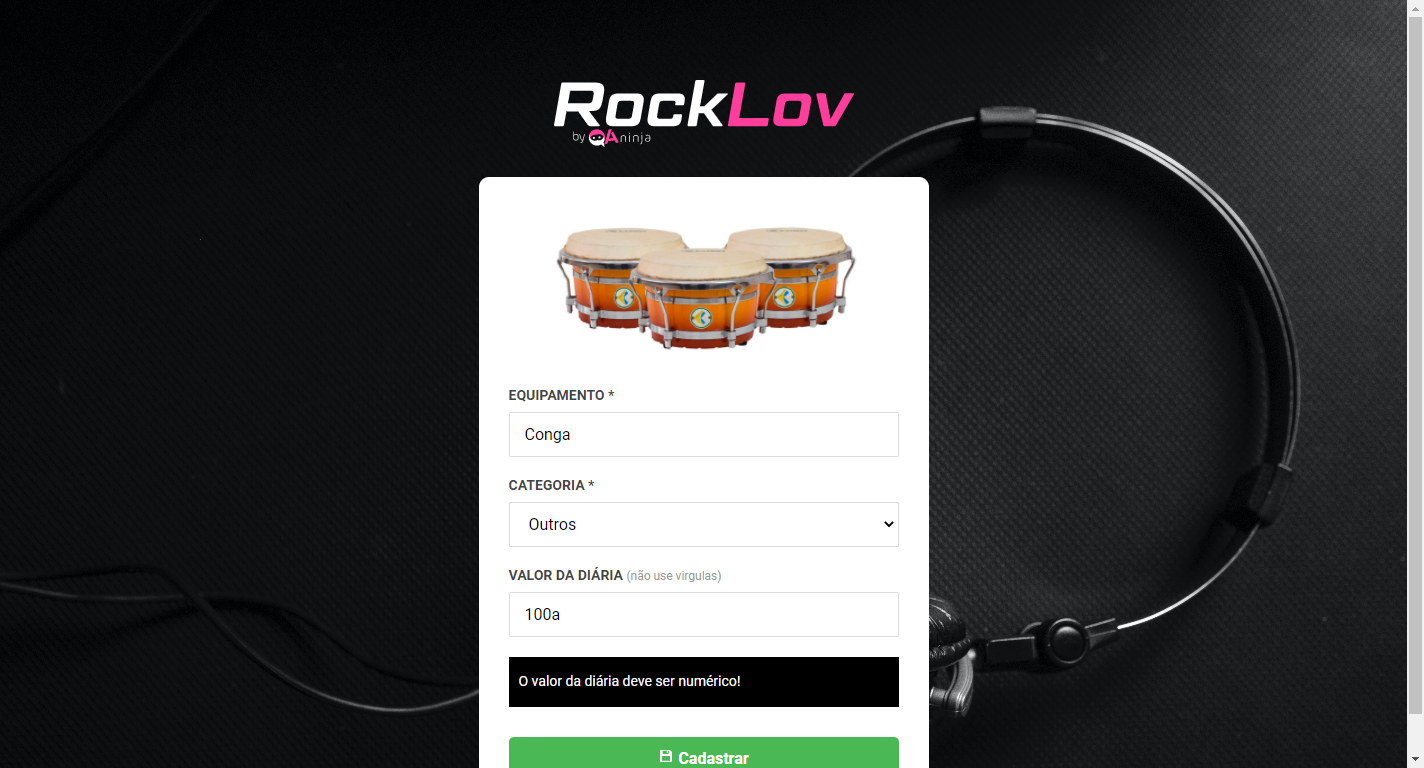 RockLov
by QAninja
EQUIPAMENTO *
Conga
CATEGORIA *
Outros
VALOR DA DIÁRIA (não use virgulas)
100a
O valor da diária deve ser numérico!
Cadastrar